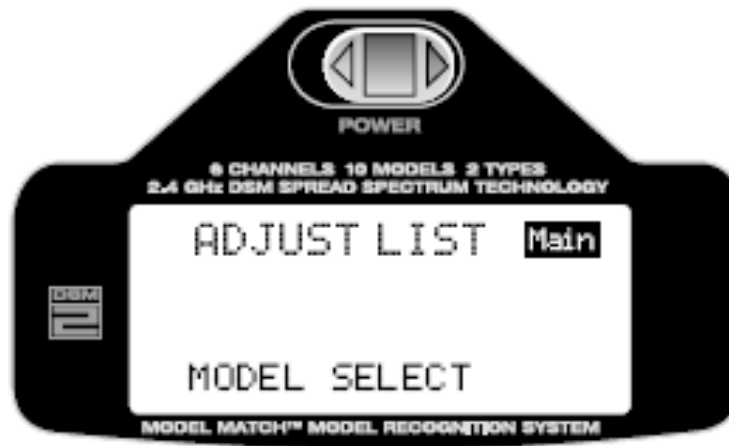 POWER
6 CHANNELS 10 MODELS 2 TYPES
2.4 GHz DSM SPREAD SPECTRUM TECHNOLOGY
ADJUST LIST Main
DSM
2
MODEL SELECT
MODEL MATCH™ MODEL RECOGNITION SYSTEM